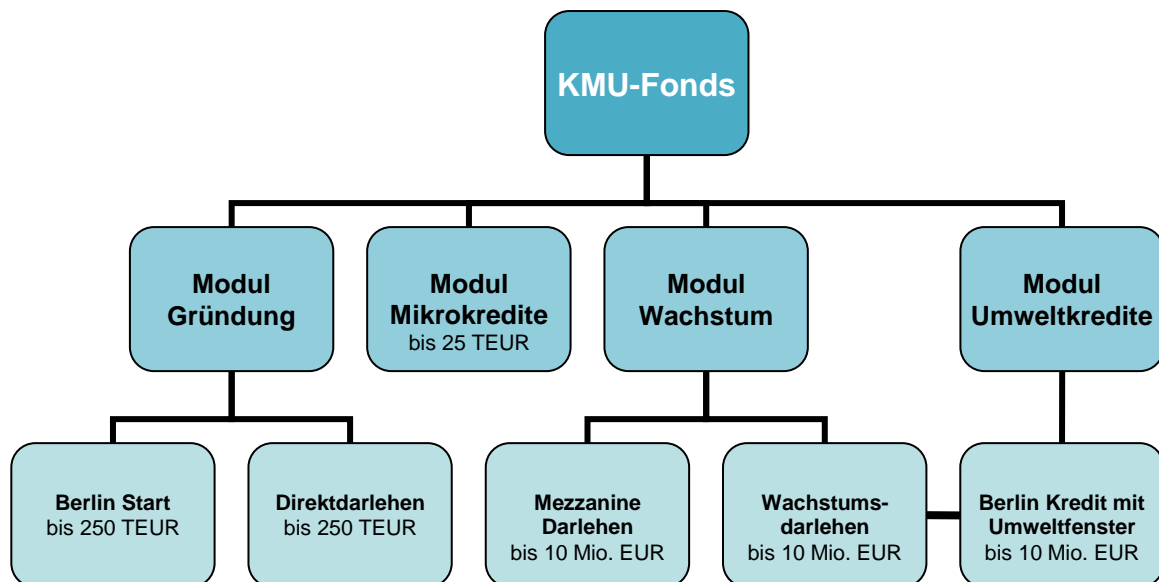 KMU-Fonds
Modul
Gründung
Modul
Mikrokredite
bis 25 TEUR
Modul
Wachstum
Modul
Umweltkredite
Berlin Start
bis 250 TEUR
Direktdarlehen
bis 250 TEUR
Mezzanine
Darlehen
bis 10 Mio. EUR
Wachstums-
darlehen
bis 10 Mio. EUR
Berlin Kredit mit
Umweltfenster
bis 10 Mio. EUR